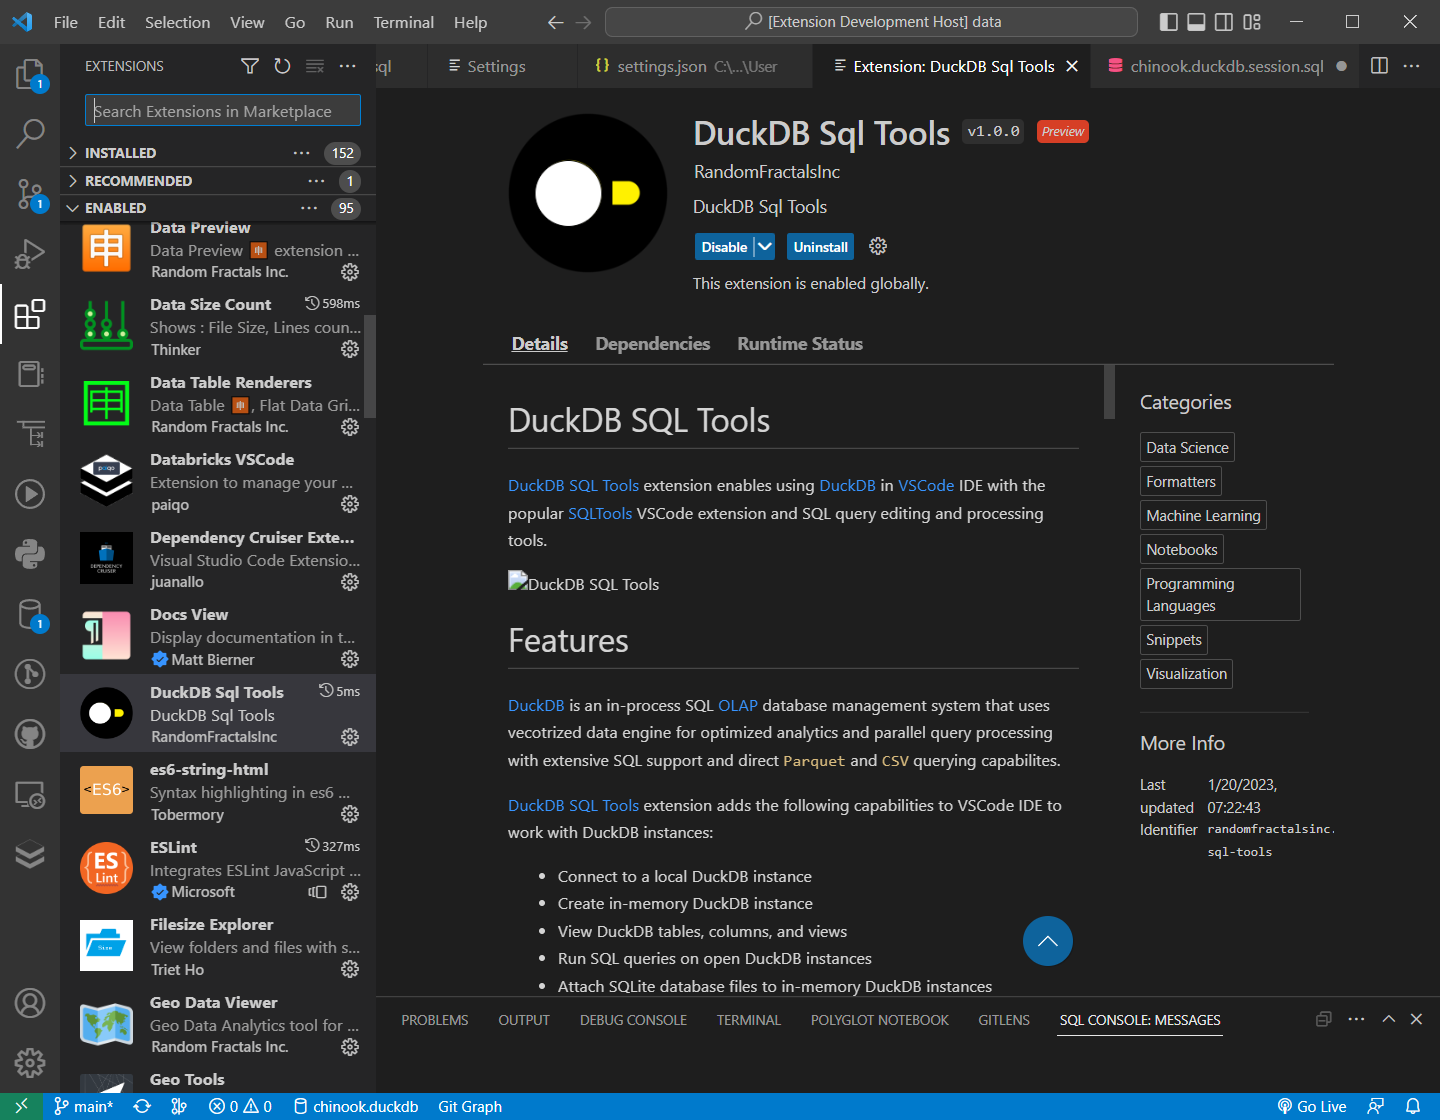 File Edit Selection View Go Run Terminal Help
[Extension Development Host] data
EXTENSIONS
sql
Settings
settings.json C:\...\User
Extension: DuckDB Sql Tools
chinook.duckdb.session.sql
1
Search Extensions in Marketplace
INSTALLED 152
RECOMMENDED 1
ENABLED 95
1
1
Data Preview
Data Preview 申 extension ...
Random Fractals Inc.
Data Size Count 598ms
Shows : File Size, Lines coun...
Thinker
Data Table Renderers
Data Table 申, Flat Data Gri...
Random Fractals Inc.
Databricks VSCode
Extension to manage your ...
paiqo
paiqo
Dependency Cruiser Exte...
Visual Studio Code Extensio...
juanallo
DEPENDENCY
CRUISER
Docs View
Display documentation in t...
Matt Bierner
DuckDB Sql Tools 5ms
DuckDB Sql Tools
RandomFractalsInc
es6-string-html
Syntax highlighting in es6 ...
Tobermory
<ES6>
ESLint 327ms
Integrates ESLint JavaScript ...
Microsoft
{ES}
Lint
Filesize Explorer
View folders and files with s...
Triet Ho
Size
Geo Data Viewer
Geo Data Analytics tool for ...
Random Fractals Inc.
Geo Tools
DuckDB Sql Tools v1.0.0 Preview
RandomFractalsInc
DuckDB Sql Tools
Disable Uninstall
This extension is enabled globally.
Details Dependencies Runtime Status
DuckDB SQL Tools
DuckDB SQL Tools extension enables using DuckDB in VSCode IDE with the
popular SQLTools VSCode extension and SQL query editing and processing
tools.
DuckDB SQL Tools
Features
DuckDB is an in-process SQL OLAP database management system that uses
vecotrized data engine for optimized analytics and parallel query processing
with extensive SQL support and direct Parquet and CSV querying capabilites.
DuckDB SQL Tools extension adds the following capabilities to VSCode IDE to
work with DuckDB instances:
• Connect to a local DuckDB instance
• Create in-memory DuckDB instance
• View DuckDB tables, columns, and views
• Run SQL queries on open DuckDB instances
• Attach SQLite database files to in-memory DuckDB instances
Categories
Data Science
Formatters
Machine Learning
Notebooks
Programming
Languages
Snippets
Visualization
More Info
Last 1/20/2023,
updated 07:22:43
Identifier randomfractalsinc.
sql-tools
PROBLEMS OUTPUT DEBUG CONSOLE TERMINAL POLYGLOT NOTEBOOK GITLENS SQL CONSOLE: MESSAGES
main* 0 0 chinook.duckdb Git Graph Go Live